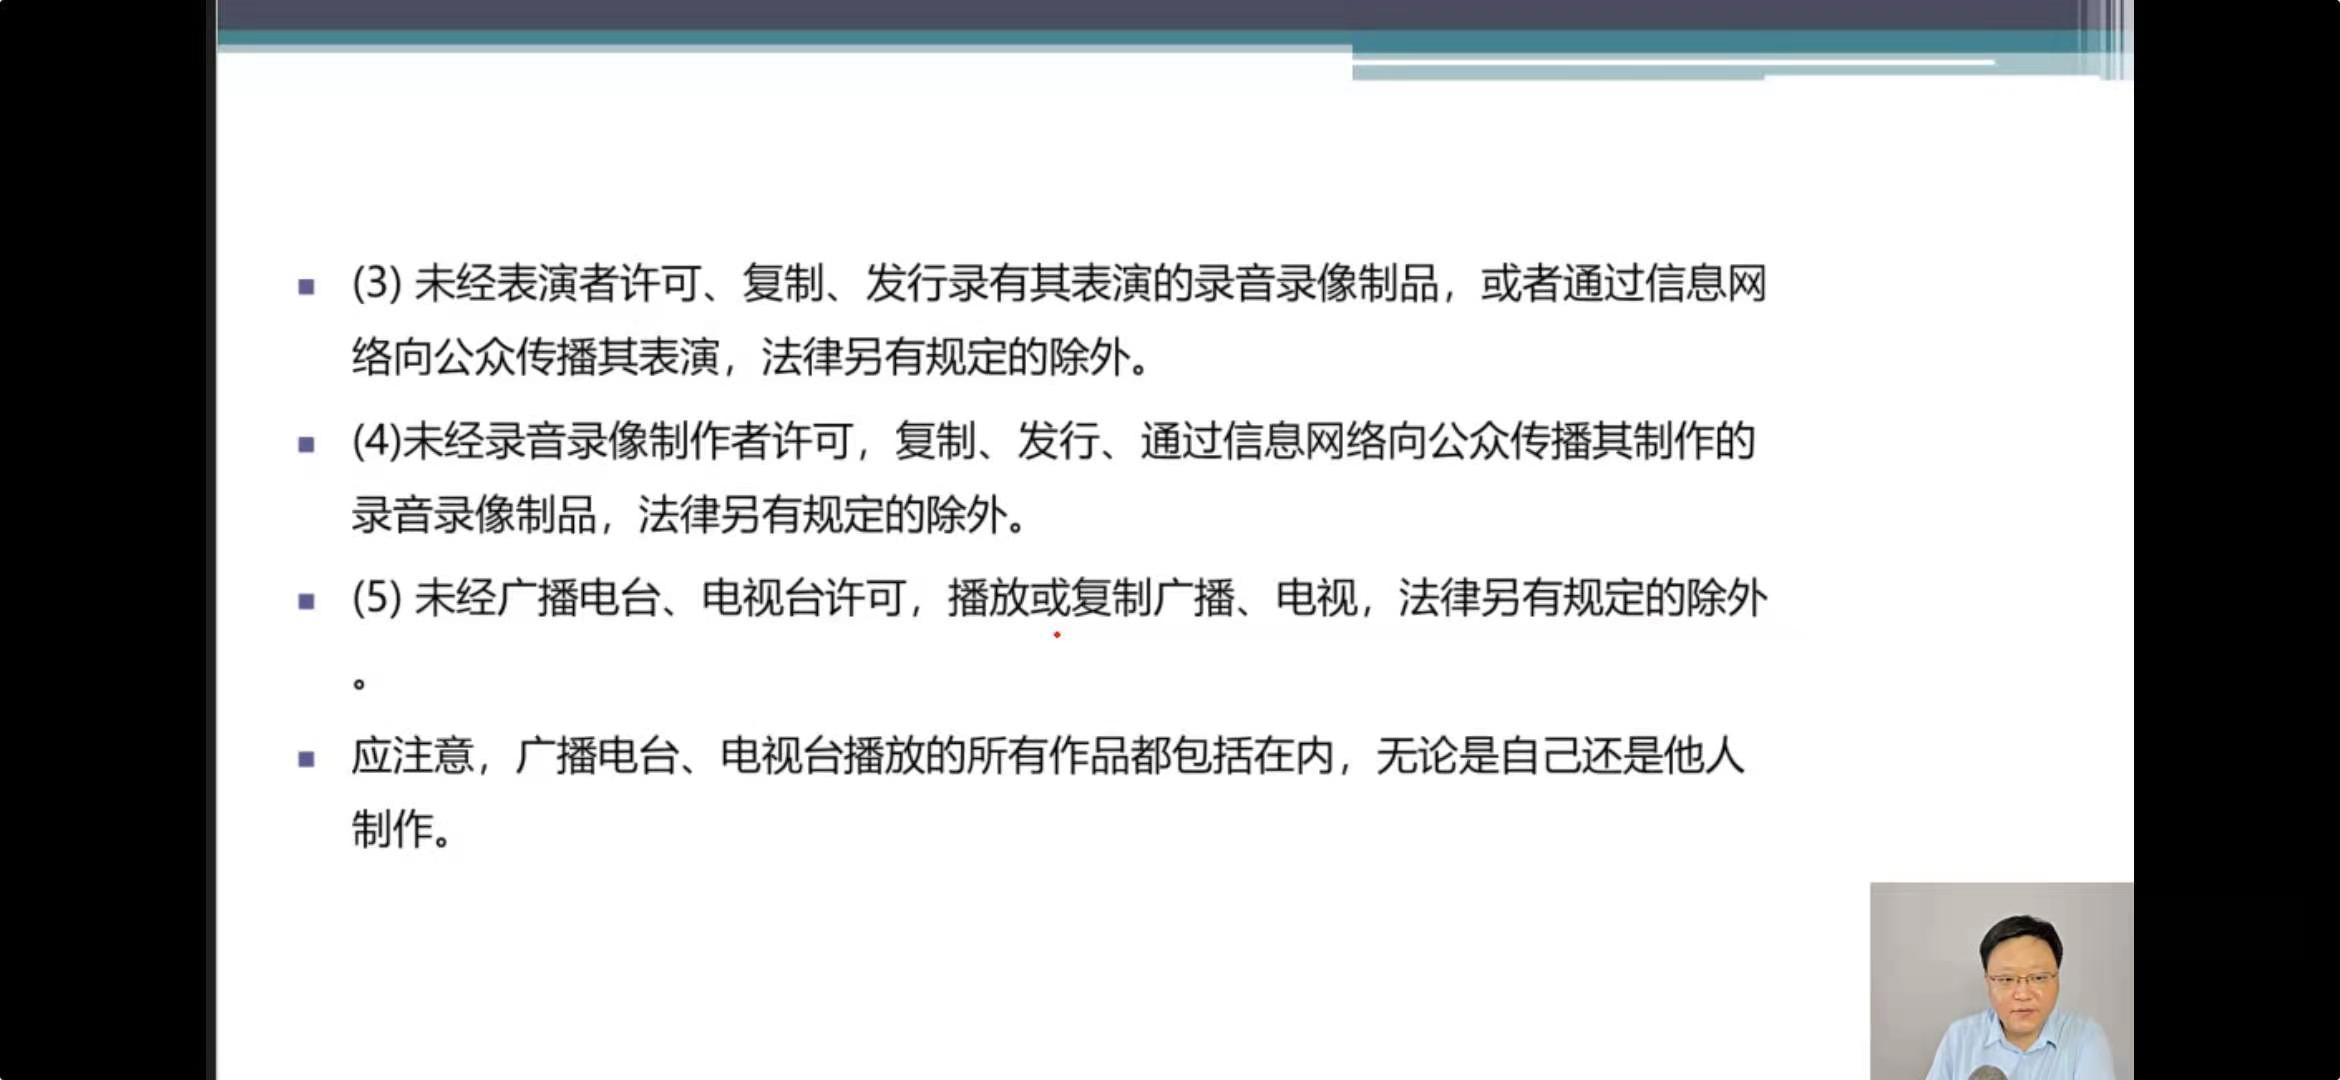 (3) 未经表演者许可、复制、发行录有其表演的录音录像制品，或者通过信息网
络向公众传播其表演，法律另有规定的除外。
(4)未经录音录像制作者许可，复制、发行、通过信息网络向公众传播其制作的
录音录像制品，法律另有规定的除外。
(5) 未经广播电台、电视台许可，播放或复制广播、电视，法律另有规定的除外
。
应注意，广播电台、电视台播放的所有作品都包括在内，无论是自己还是他人
制作。